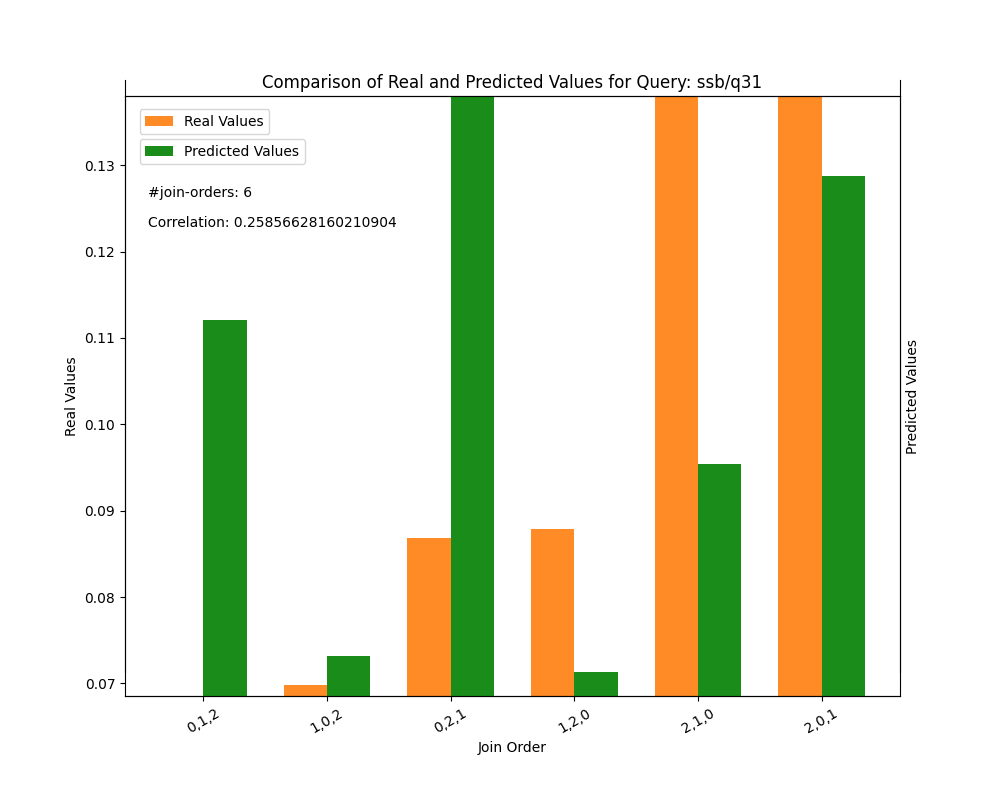 Comparison of Real and Predicted Values for Query: ssb/q31
Real Values
Predicted Values
#join-orders: 6
Correlation: 0.25856628160210904
0.13
0.12
0.11
0.10
0.09
0.08
0.07
Real Values
Predicted Values
0,1,2
1,0,2
0,2,1
1,2,0
2,1,0
2,0,1
Join Order